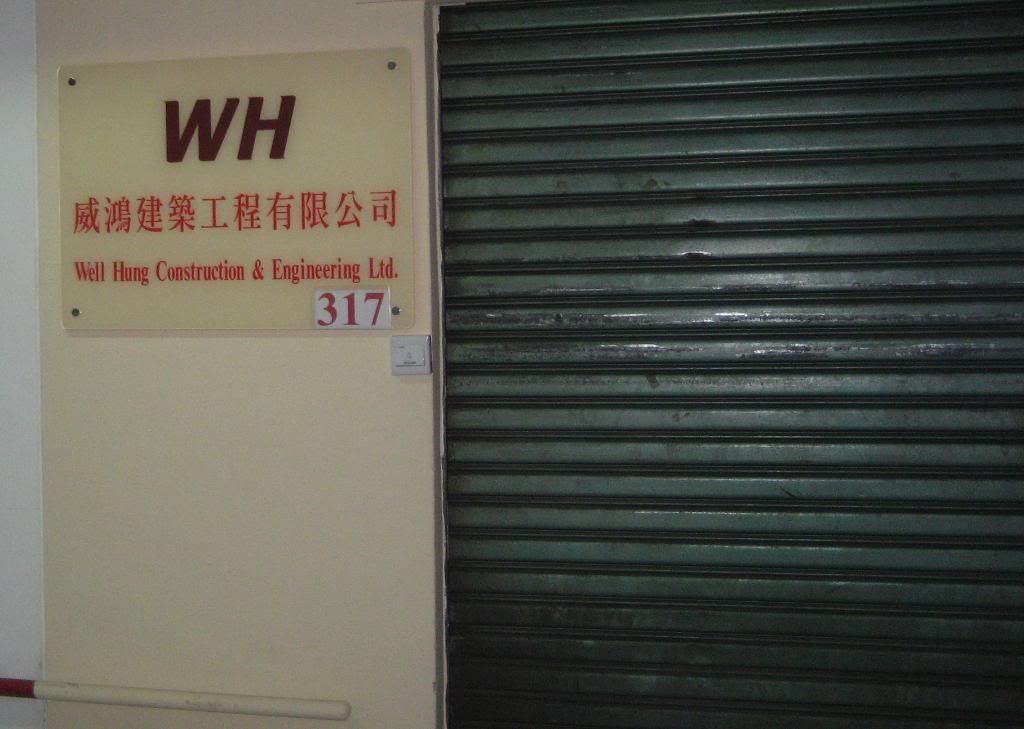 WH
威鴻建築工程有限公司
Well Hung Construction & Engineering Ltd.
317